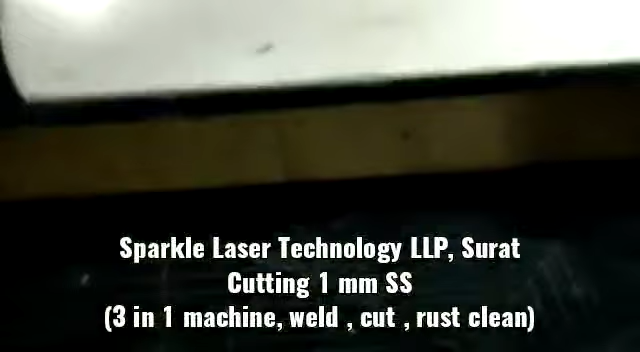 Sparkle Laser Technology LLP, Surat
Cutting 1 mm SS
(3 in 1 machine, weld , cut , rust clean)